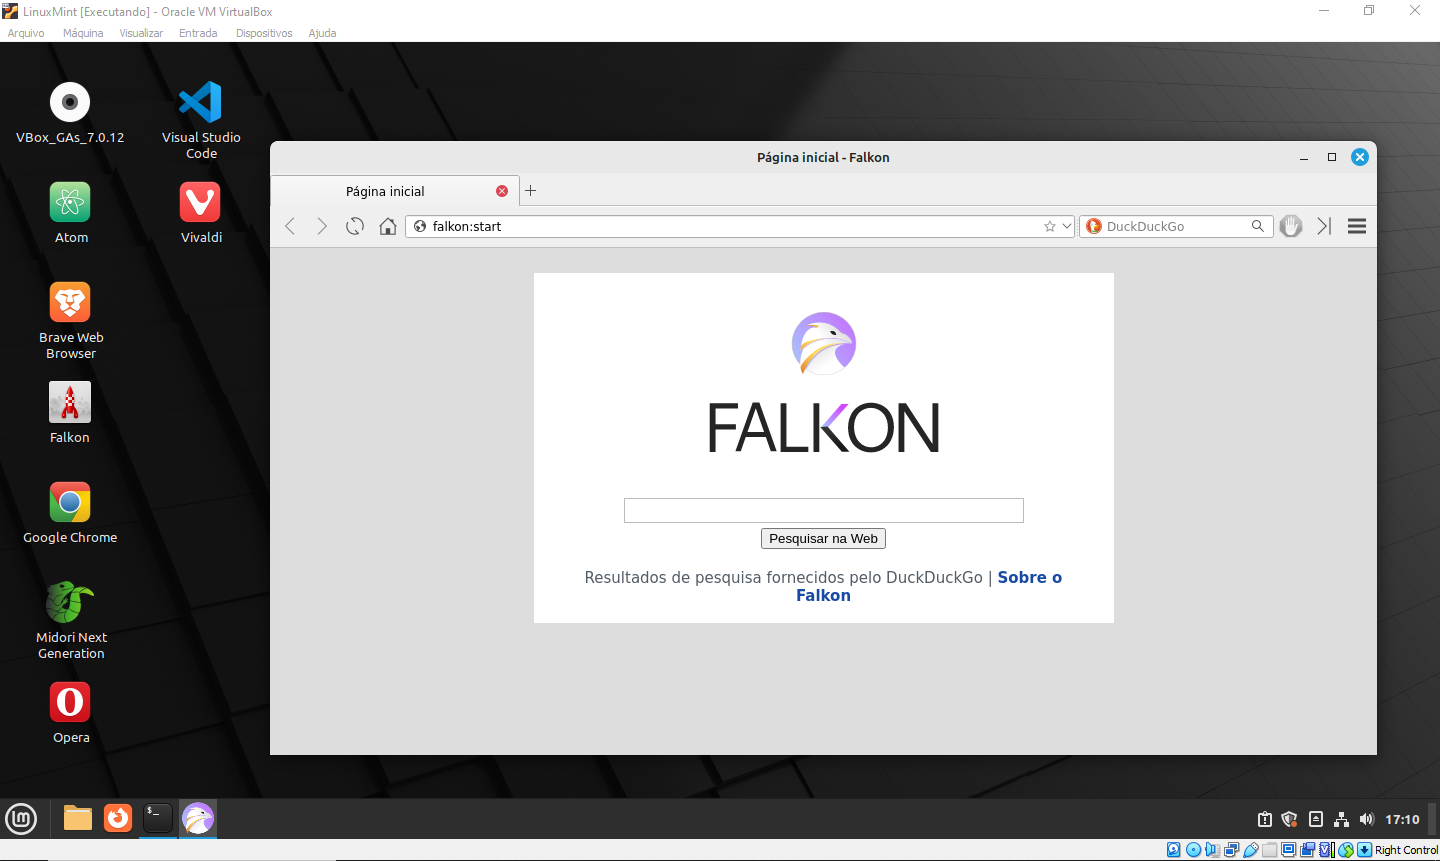 LinuxMint [Executando] - Oracle VM VirtualBox
Arquivo Máquina Visualizar Entrada Dispositivos Ajuda
VBox_GAs_7.0.12
Visual Studio
Code
Atom
Vivaldi
Brave Web
Browser
Falkon
Google Chrome
Midori Next
Generation
Opera
Página inicial - Falkon
Página inicial
falkon:start
DuckDuckGo
FALKON
Pesquisar na Web
Resultados de pesquisa fornecidos pelo DuckDuckGo | Sobre o
Falkon
lm
$_
17:10
Right Control